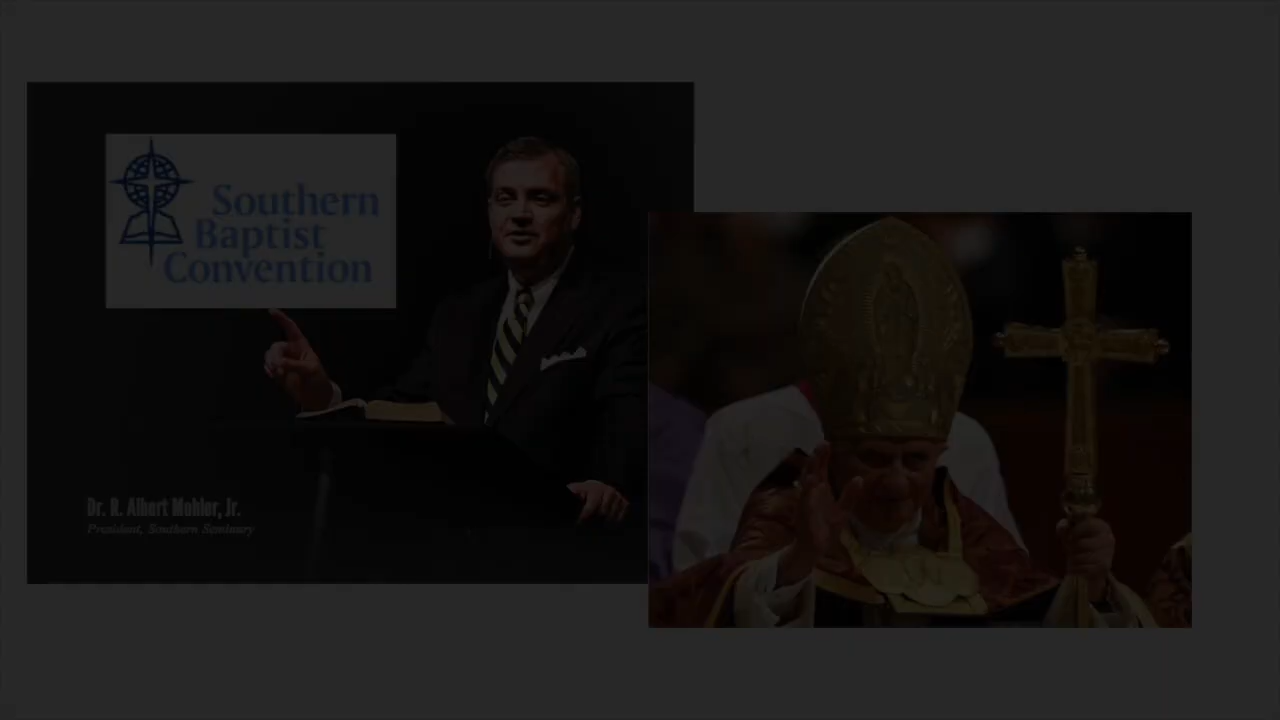 Southern
Baptist
Convention
Dr. R. Albert Mohler, Jr.
President, Southern Seminary